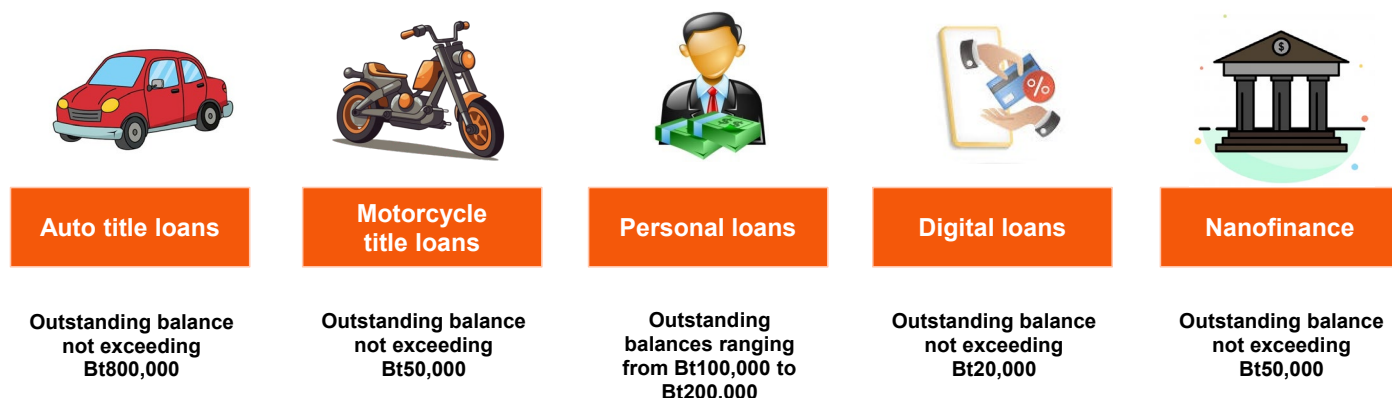 $
%
Auto title loans
Motorcycle
title loans
Personal loans
Digital loans
Nanofinance
Outstanding balance
not exceeding
Bt800,000
Outstanding balance
not exceeding
Bt50,000
Outstanding
balances ranging
from Bt100,000 to
Bt200,000
Outstanding balance
not exceeding
Bt20,000
Outstanding balance
not exceeding
Bt50,000